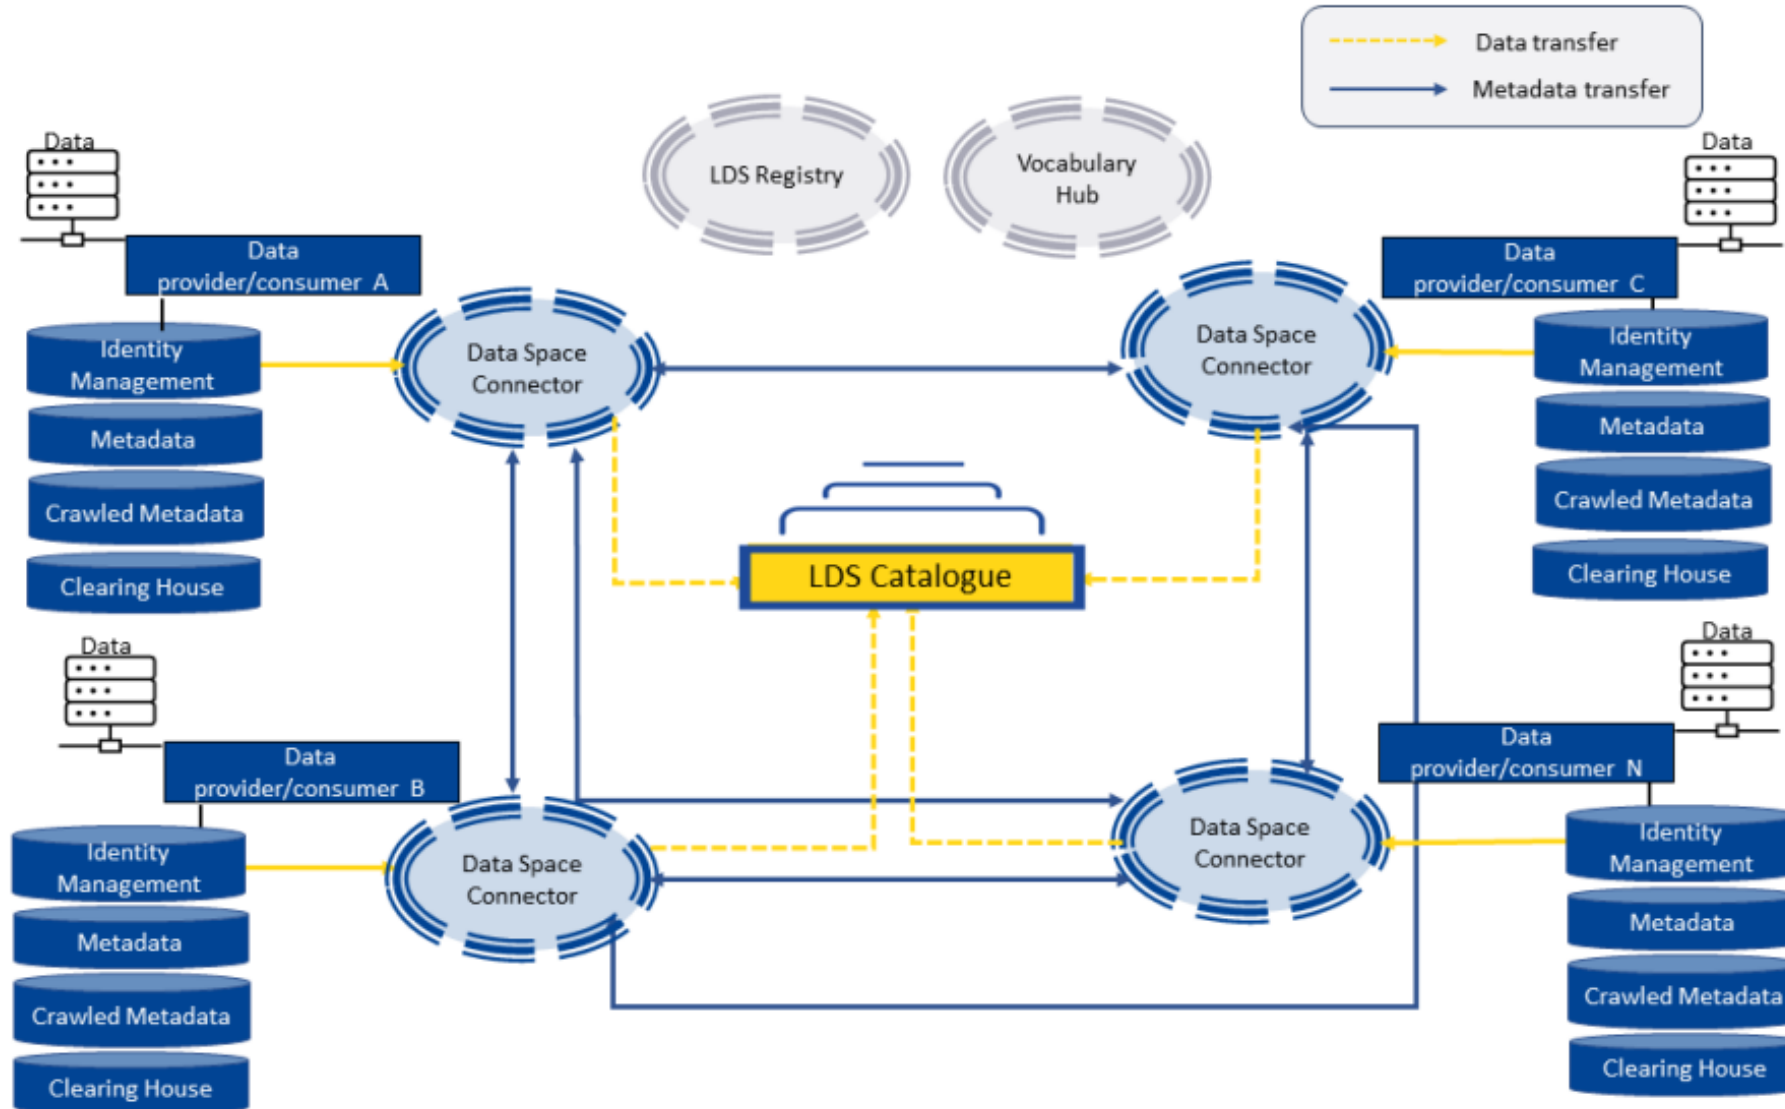 Data transfer
Metadata transfer
LDS Registry
Vocabulary
Hub
Data
Data
provider/consumer A
Identity
Management
Metadata
Crawled Metadata
Clearing House
Data Space
Connector
Data Space
Connector
Data
Data
provider/consumer C
Identity
Management
Metadata
Crawled Metadata
Clearing House
LDS Catalogue
Data
Data
provider/consumer B
Identity
Management
Metadata
Crawled Metadata
Clearing House
Data Space
Connector
Data Space
Connector
Data
Data
provider/consumer N
Identity
Management
Metadata
Crawled Metadata
Clearing House